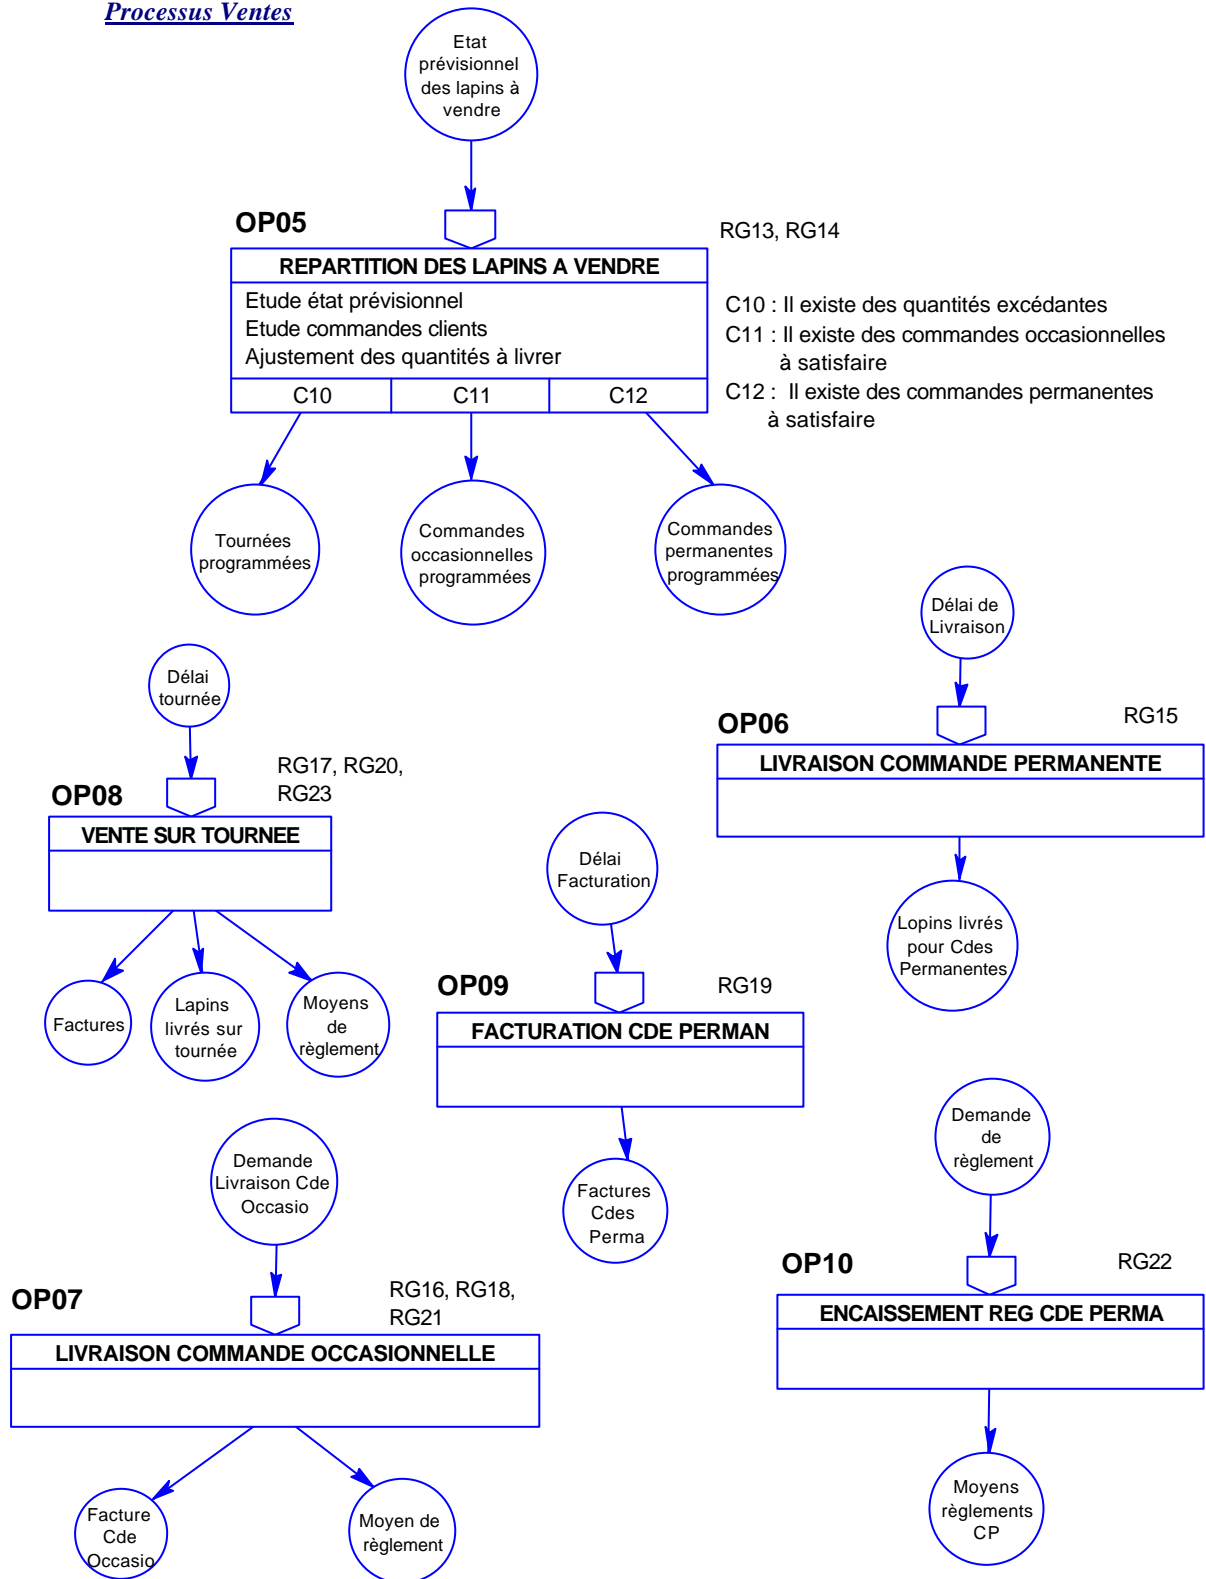 Processus Ventes
Etat
prévisionnel
des lapins à
vendre
OP05
RG13, RG14
REPARTITION DES LAPINS A VENDRE
Etude état prévisionnel
Etude commandes clients
Ajustement des quantités à livrer
C10
C11
C12
C10 : Il existe des quantités excédantes
C11 : Il existe des commandes occasionnelles
à satisfaire
C12 : Il existe des commandes permanentes
à satisfaire
Tournées
programmées
Commandes
occasionnelles
programmées
Commandes
permanentes
programmées
Délai de
Livraison
Délai
tournée
OP06
RG15
LIVRAISON COMMANDE PERMANENTE
RG17, RG20,
RG23
OP08
VENTE SUR TOURNEE
Délai
Facturation
Lopins livrés
pour Cdes
Permanentes
Factures
Lapins
livrés sur
tournée
Moyens
de
règlement
OP09
RG19
FACTURATION CDE PERMAN
Demande
de
règlement
Demande
Livraison Cde
Occasio
Factures
Cdes
Perma
OP10
RG22
ENCAISSEMENT REG CDE PERMA
OP07
RG16, RG18,
RG21
LIVRAISON COMMANDE OCCASIONNELLE
Moyens
règlements
CP
Facture
Cde
Occasio
Moyen de
règlement